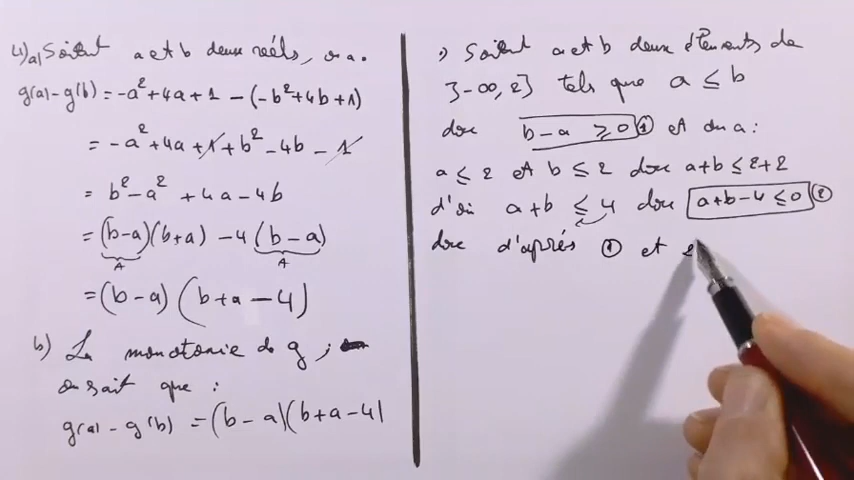 4) a) Soient a et b deux réels, on a.
g(a) - g(b) = -a² + 4a + 1 - (-b² + 4b + 1)
= -a² + 4a + 1 + b² - 4b - 1
= b² - a² + 4a - 4b
= (b-a)(b+a) - 4(b-a)
A A
= (b-a)(b+a-4)
b) La monotonie de g ;
on sait que :
g(a) - g(b) = (b-a)(b+a-4)
Soient a et b deux éléments de
]-∞, 2] tels que a ≤ b
donc b-a ≥ 0 ① et on a :
a ≤ 2 et b ≤ 2 donc a+b ≤ 2+2
d'où a+b ≤ 4 donc a+b-4 ≤ 0 ②
donc d'après ① et